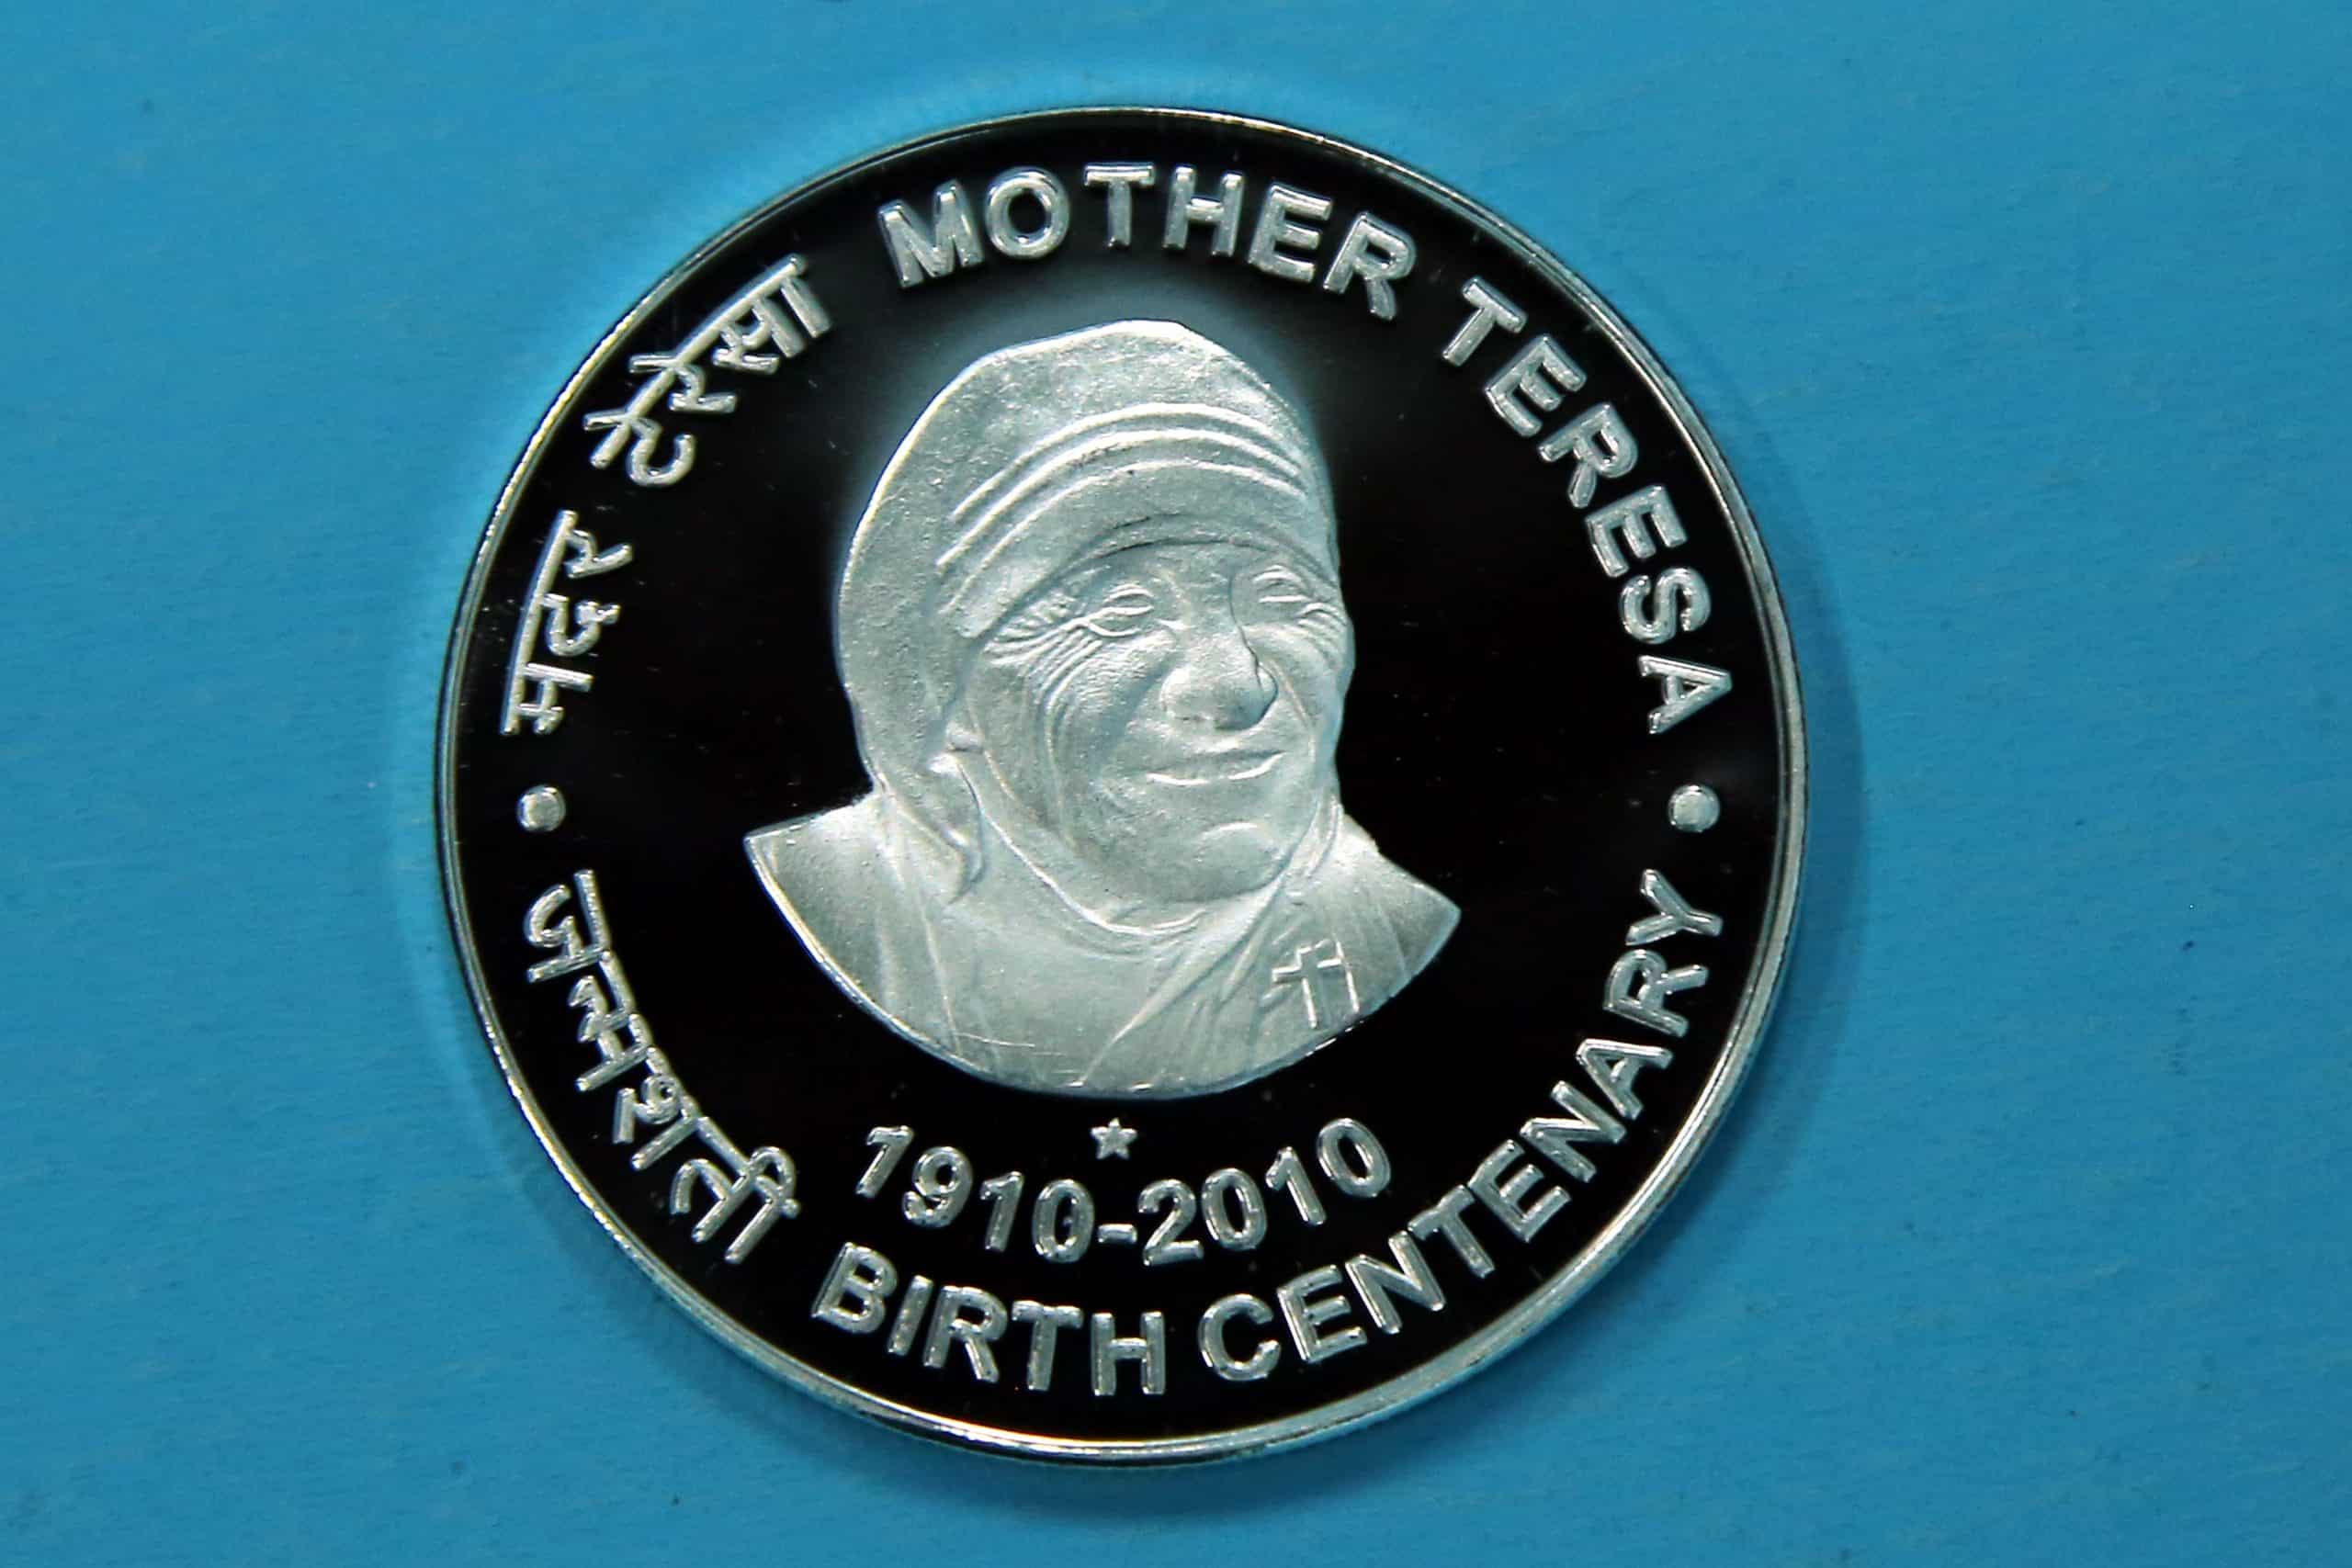 मदर टेरेसा MOTHER TERESA
1910-2010
जन्मशती BIRTH CENTENARY